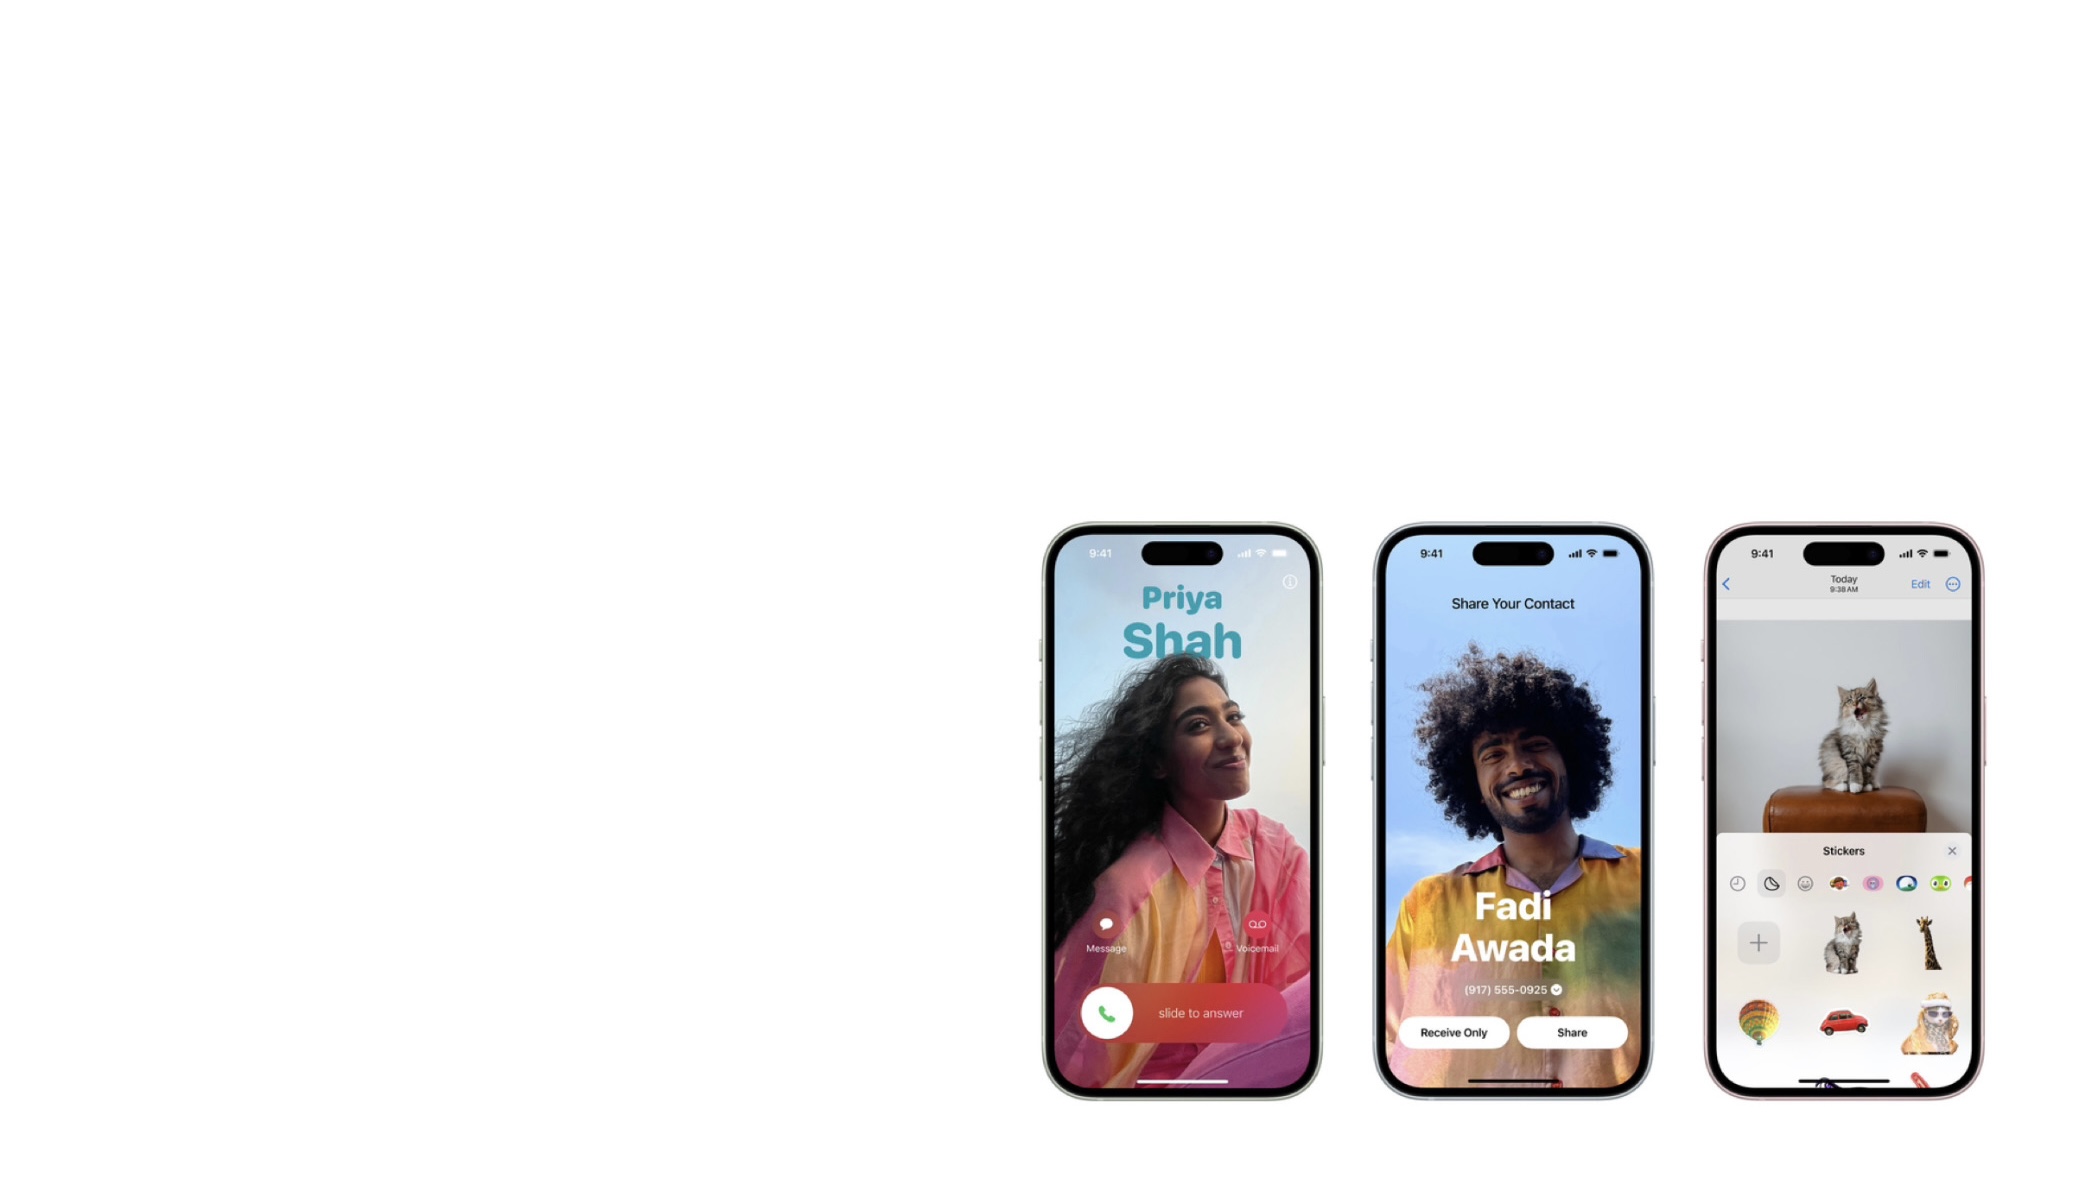 9:41
Priya
Shah
Message
Voicemail
slide to answer
9:41
Share Your Contact
Fadi
Awada
(917) 555-0925
Receive Only
Share
9:41
Today
9:38 AM
Edit
Stickers